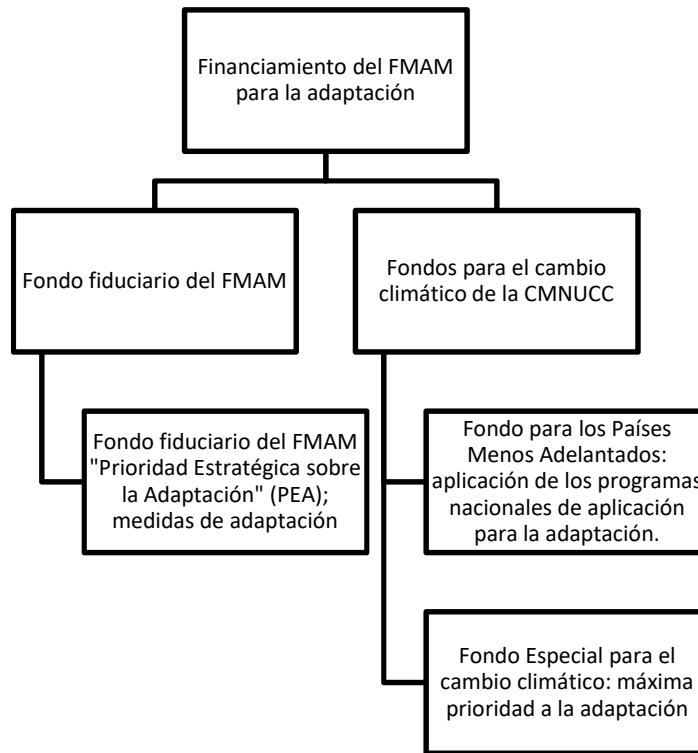 Financiamiento del FMAM
para la adaptación
Fondo fiduciario del FMAM
Fondos para el cambio
climático de la CMNUCC
Fondo fiduciario del FMAM
"Prioridad Estratégica sobre
la Adaptación" (PEA);
medidas de adaptación
Fondo para los Países
Menos Adelantados:
aplicación de los programas
nacionales de aplicación
para la adaptación.
Fondo Especial para el
cambio climático: máxima
prioridad a la adaptación